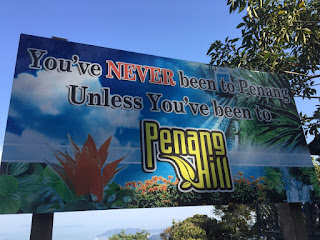 You've NEVER been to Penang
Unless You've been to
Penang
Hill